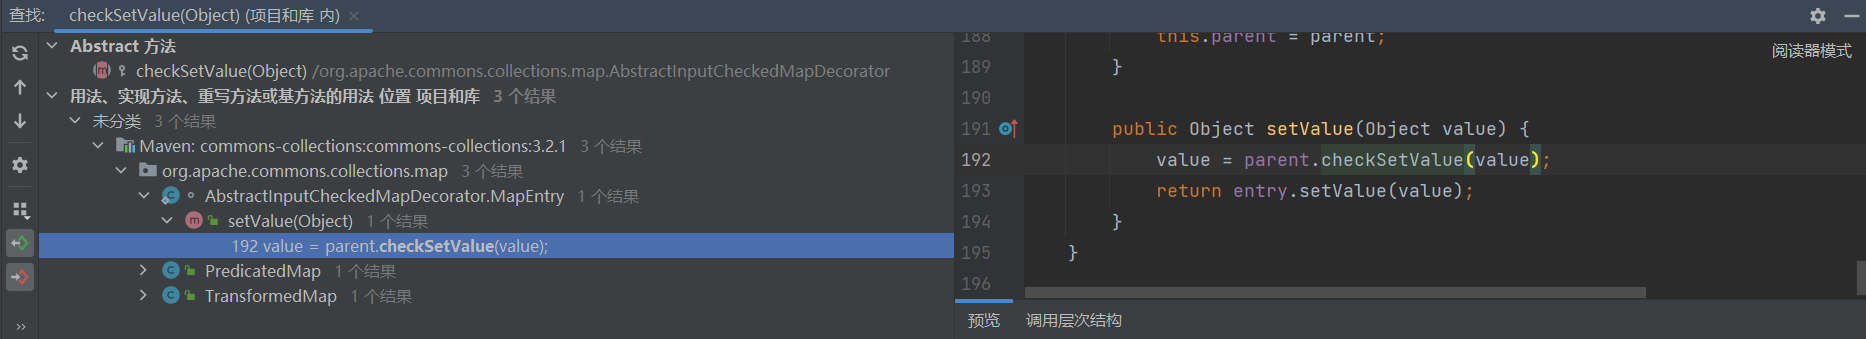 查找: checkSetValue(Object) (项目和库 内) ×
Abstract 方法
checkSetValue(Object) /org.apache.commons.collections.map.AbstractInputCheckedMapDecorator
用法、实现方法、重写方法或基方法的用法 位置 项目和库 3 个结果
未分类 3 个结果
Maven: commons-collections:commons-collections:3.2.1 3 个结果
org.apache.commons.collections.map 3 个结果
AbstractInputCheckedMapDecorator.MapEntry 1 个结果
setValue(Object) 1 个结果
192 value = parent.checkSetValue(value);
PredicatedMap 1 个结果
TransformedMap 1 个结果
188 this.parent = parent;
阅读器模式
189 }
190
191 public Object setValue(Object value) {
192 value = parent.checkSetValue(value);
193 return entry.setValue(value);
194 }
195 }
196
预览 调用层次结构